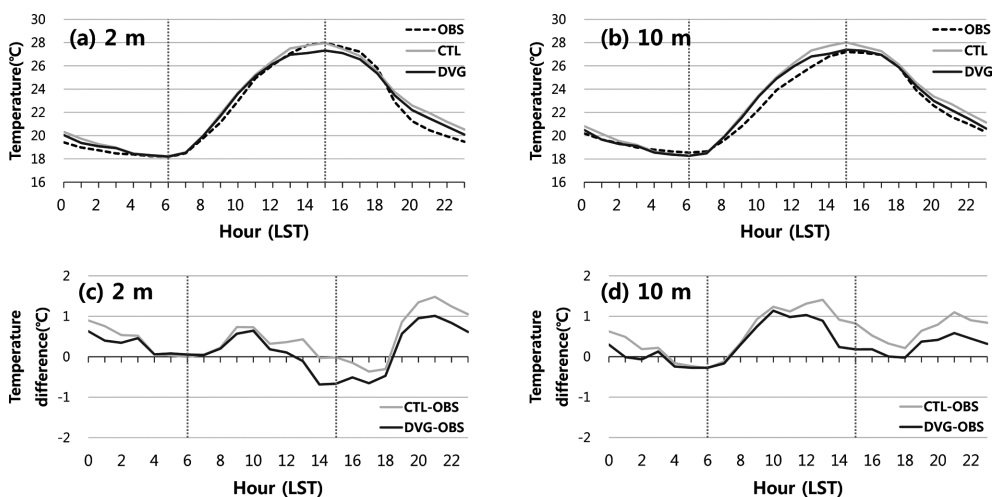 (a) 2 m
OBS
CTL
DVG
Temperature(℃)
30
28
26
24
22
20
18
16
0 2 4 6 8 10 12 14 16 18 20 22
Hour (LST)
(b) 10 m
OBS
CTL
DVG
Temperature(℃)
30
28
26
24
22
20
18
16
0 2 4 6 8 10 12 14 16 18 20 22
Hour (LST)
(c) 2 m
Temperature
difference(℃)
2
1
0
-1
-2
CTL-OBS
DVG-OBS
0 2 4 6 8 10 12 14 16 18 20 22
Hour (LST)
(d) 10 m
Temperature
difference(℃)
2
1
0
-1
-2
CTL-OBS
DVG-OBS
0 2 4 6 8 10 12 14 16 18 20 22
Hour (LST)